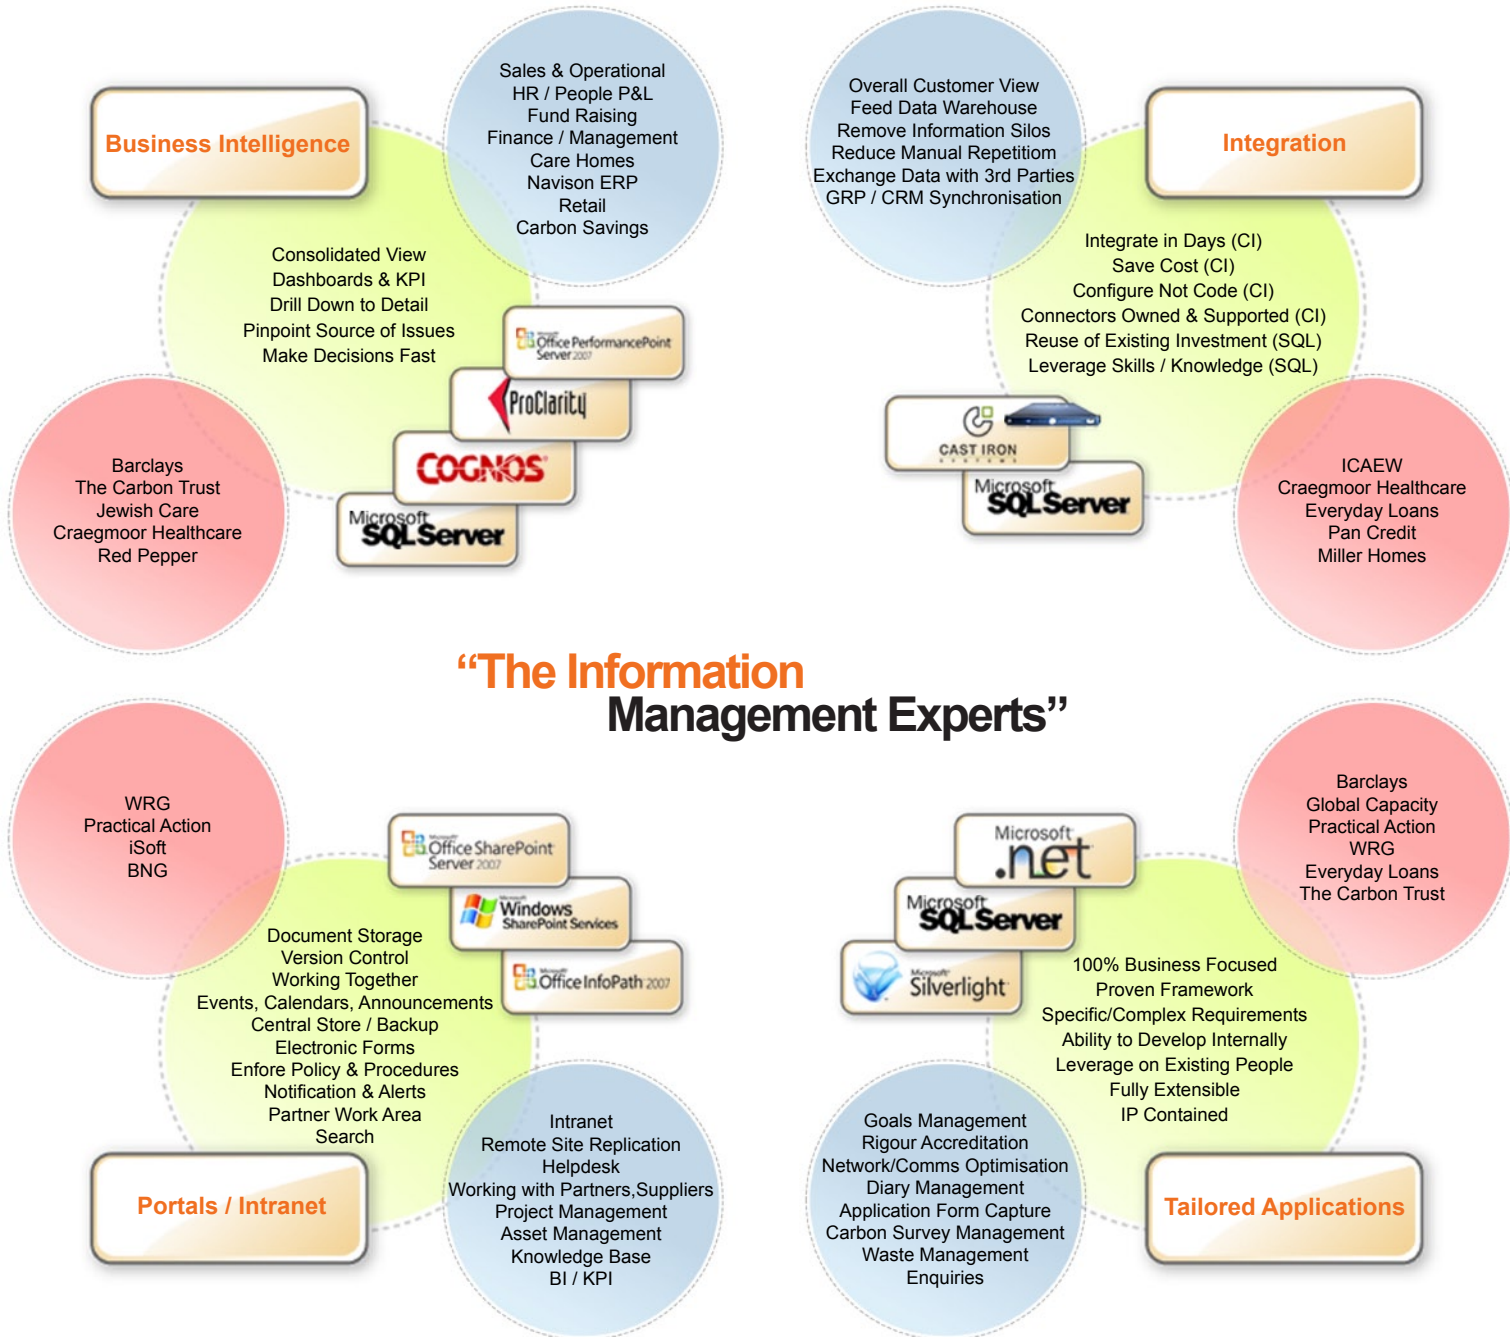 Business Intelligence
Sales & Operational
HR / People P&L
Fund Raising
Finance / Management
Care Homes
Navison ERP
Retail
Carbon Savings
Consolidated View
Dashboards & KPI
Drill Down to Detail
Pinpoint Source of Issues
Make Decisions Fast
Microsoft
Office PerformancePoint
Server 2007
ProClarity
COGNOS
Microsoft
SQL Server
Barclays
The Carbon Trust
Jewish Care
Craegmoor Healthcare
Red Pepper
Overall Customer View
Feed Data Warehouse
Remove Information Silos
Reduce Manual Repetitiom
Exchange Data with 3rd Parties
GRP / CRM Synchronisation
Integration
Integrate in Days (CI)
Save Cost (CI)
Configure Not Code (CI)
Connectors Owned & Supported (CI)
Reuse of Existing Investment (SQL)
Leverage Skills / Knowledge (SQL)
CAST IRON
SYSTEMS
Microsoft
SQL Server
ICAEW
Craegmoor Healthcare
Everyday Loans
Pan Credit
Miller Homes
“The Information
Management Experts”
WRG
Practical Action
iSoft
BNG
Microsoft
Office SharePoint
Server 2007
Microsoft
Windows
SharePoint Services
Microsoft
Office InfoPath 2007
Document Storage
Version Control
Working Together
Events, Calendars, Announcements
Central Store / Backup
Electronic Forms
Enfore Policy & Procedures
Notification & Alerts
Partner Work Area
Search
Portals / Intranet
Intranet
Remote Site Replication
Helpdesk
Working with Partners,Suppliers
Project Management
Asset Management
Knowledge Base
BI / KPI
Microsoft
.net
Microsoft
SQL Server
Microsoft
Silverlight
Barclays
Global Capacity
Practical Action
WRG
Everyday Loans
The Carbon Trust
100% Business Focused
Proven Framework
Specific/Complex Requirements
Ability to Develop Internally
Leverage on Existing People
Fully Extensible
IP Contained
Goals Management
Rigour Accreditation
Network/Comms Optimisation
Diary Management
Application Form Capture
Carbon Survey Management
Waste Management
Enquiries
Tailored Applications